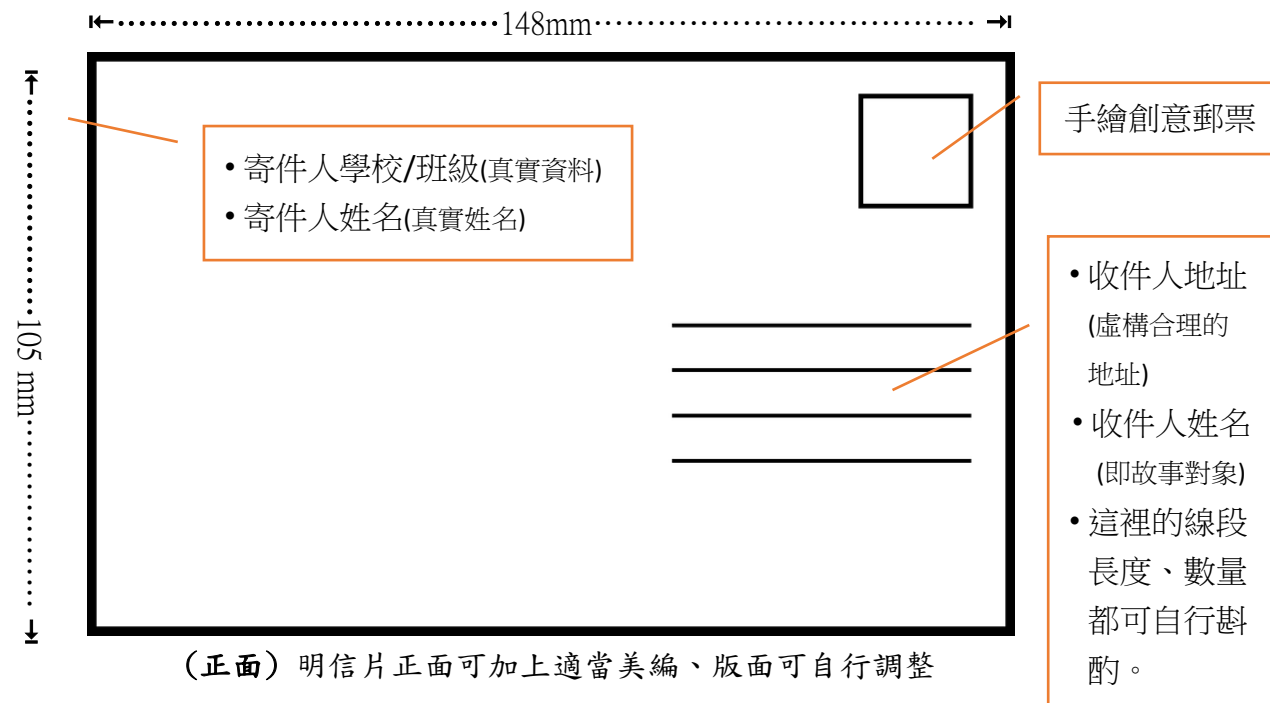 148mm
105 mm
• 寄件人學校/班級(真實資料)
• 寄件人姓名(真實姓名)
手繪創意郵票
• 收件人地址
(虛構合理的
地址)
• 收件人姓名
(即故事對象)
• 這裡的線段
長度、數量
都可自行斟
酌。
(正面) 明信片正面可加上適當美編、版面可自行調整